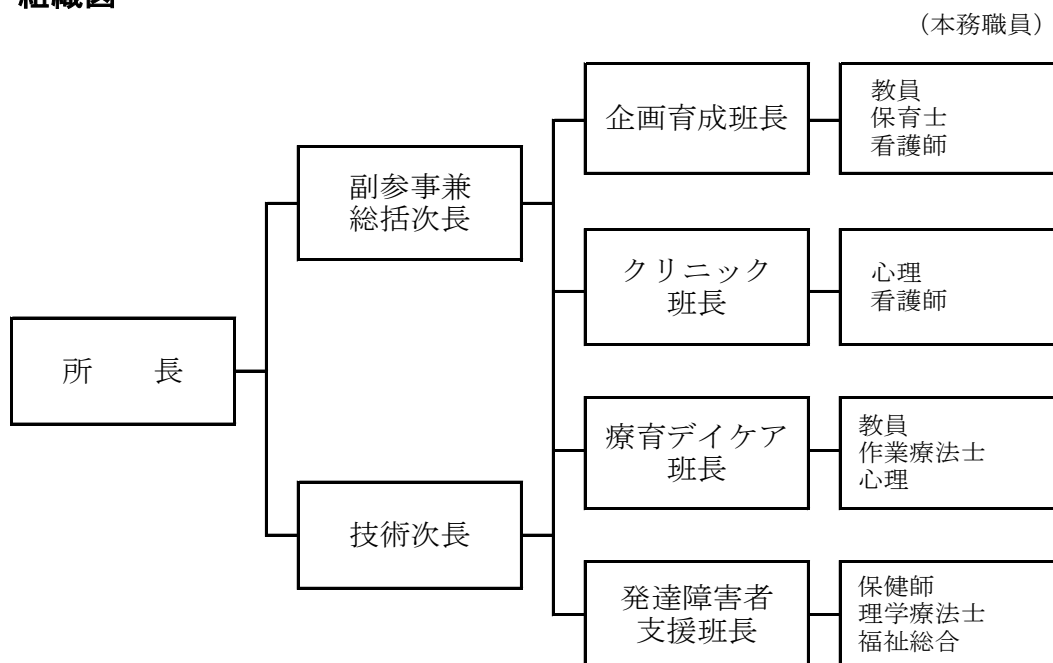 組織図
（本務職員）
所　　長
副参事兼
総括次長
技術次長
企画育成班長
教員
保育士
看護師
クリニック
班長
心理
看護師
療育デイケア
班長
教員
作業療法士
心理
発達障害者
支援班長
保健師
理学療法士
福祉総合